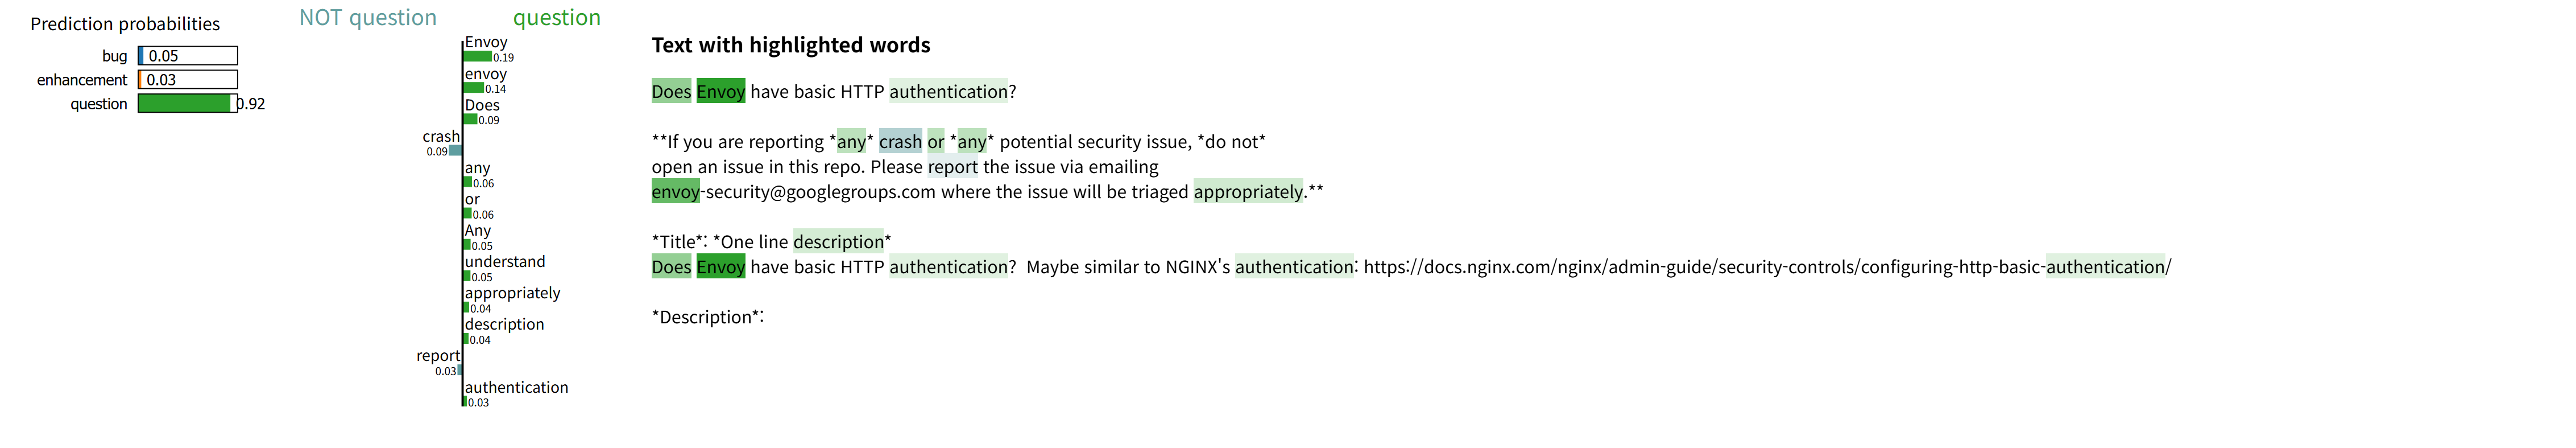 Prediction probabilities
bug 0.05
enhancement 0.03
question 0.92
NOT question question
Envoy
0.19
envoy
0.14
Does
0.09
crash
0.09
any
0.06
or
0.06
Any
0.05
understand
0.05
appropriately
0.04
description
0.04
report
0.03
authentication
0.03
Text with highlighted words
Does Envoy have basic HTTP authentication?
**If you are reporting *any* crash or *any* potential security issue, *do not*
open an issue in this repo. Please report the issue via emailing
envoy-security@googlegroups.com where the issue will be triaged appropriately.**
*Title*: *One line description*
Does Envoy have basic HTTP authentication?  Maybe similar to NGINX's authentication: https://docs.nginx.com/nginx/admin-guide/security-controls/configuring-http-basic-authentication/
*Description*: